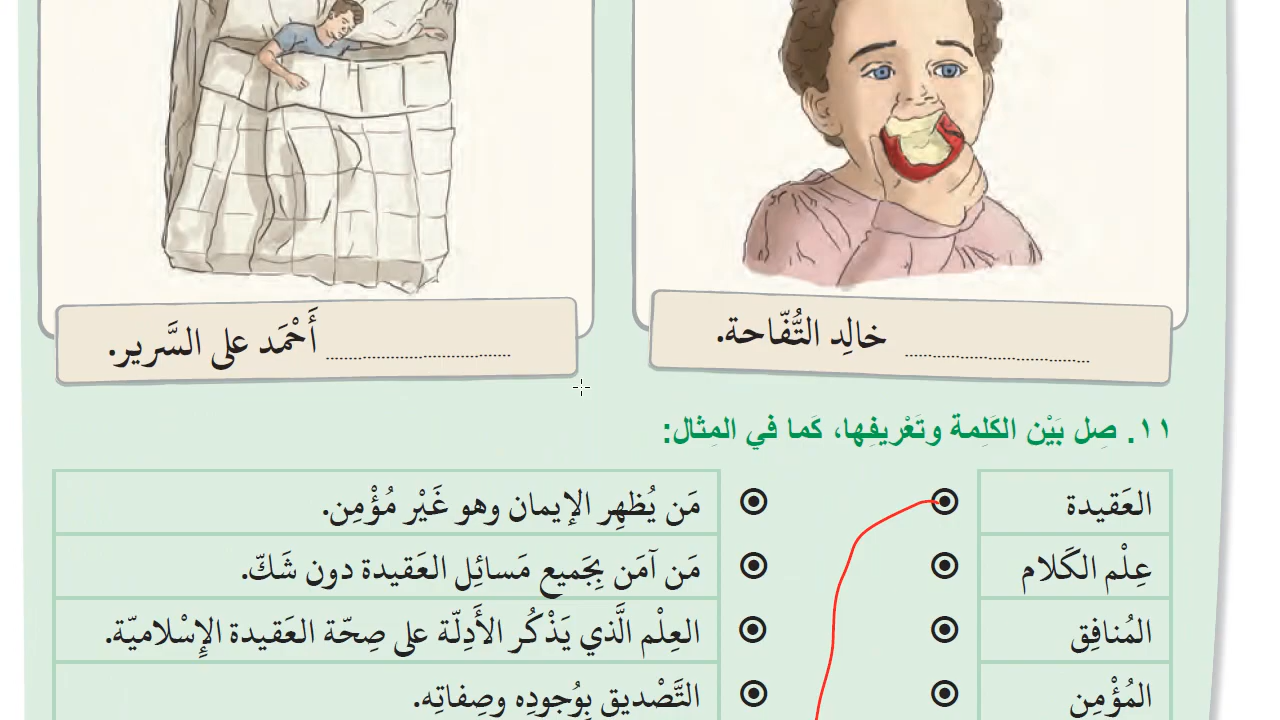 ............................ خالِد التُّفّاحة.
............................ أَحْمَد على السَّرير.
١١. صِل بَيْن الكَلِمة وتَعْريفِها، كَما في المِثال:
العَقيدة
مَن يُظهِر الإيمان وهو غَيْر مُؤْمِن.
عِلْم الكَلام
مَن آمَن بِجَميع مَسائِل العَقيدة دون شَكّ.
المُنافِق
العِلْم الَّذي يَذْكُر الأَدِلّة على صِحّة العَقيدة الإِسْلاميّة.
المُؤْمِن
التَّصْديق بِوُجودِه وصِفاتِه.